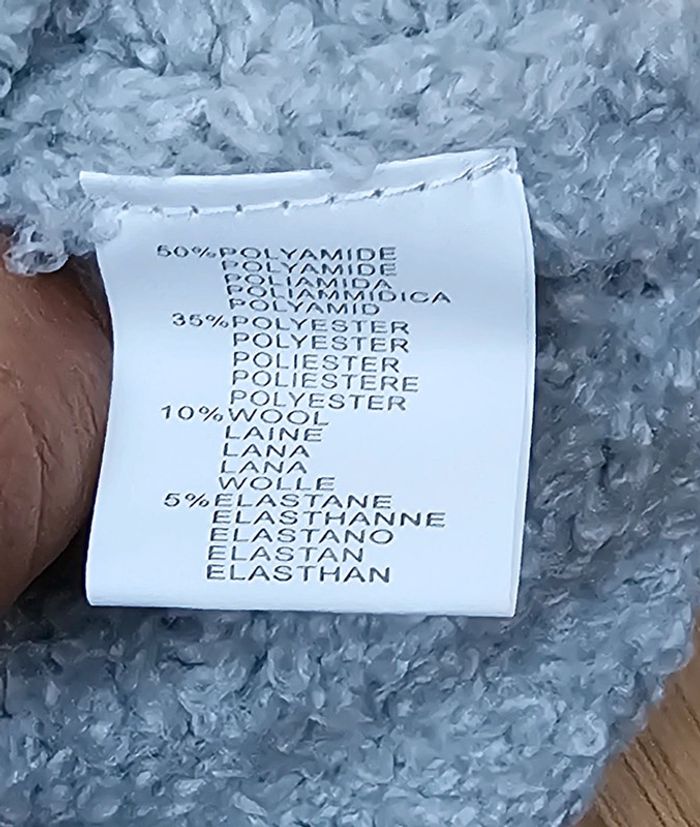 50% POLYAMIDE
POLYAMIDE
POLIAMIDA
POLIAMMIDICA
POLYAMID
35% POLYESTER
POLYESTER
POLIESTER
POLIESTERE
POLYESTER
10% WOOL
LAINE
LANA
LANA
WOLLE
5% ELASTANE
ELASTHANNE
ELASTANO
ELASTAN
ELASTHAN